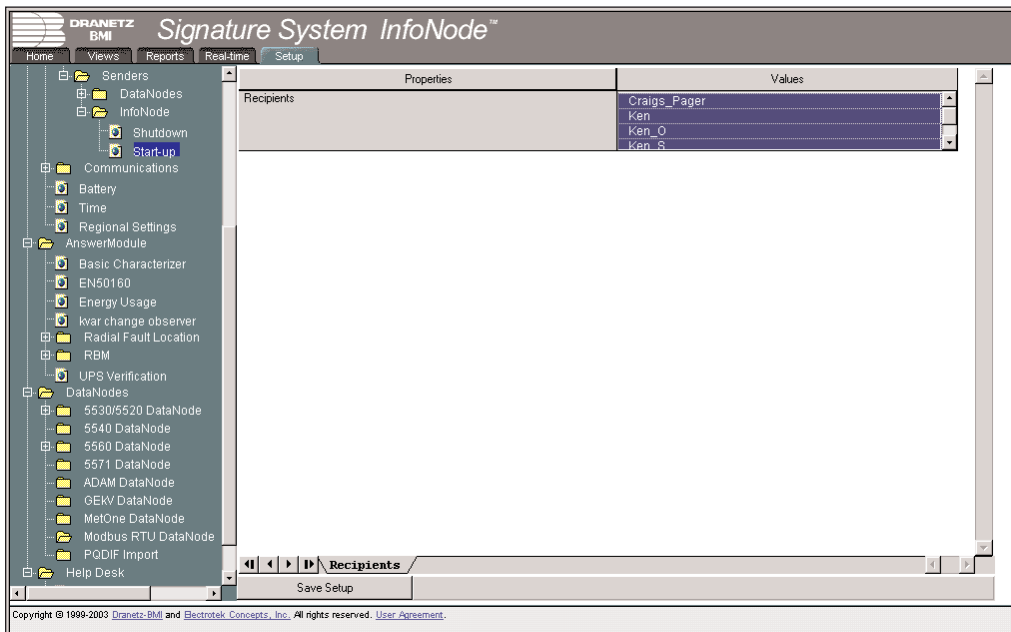 DRANETZ
BMI
Signature System InfoNode™
Home Views Reports Real-time Setup
Senders
DataNodes
InfoNode
Shutdown
Start-up
Communications
Battery
Time
Regional Settings
AnswerModule
Basic Characterizer
EN50160
Energy Usage
kvar change observer
Radial Fault Location
RBM
UPS Verification
DataNodes
5530/5520 DataNode
5540 DataNode
5560 DataNode
5571 DataNode
ADAM DataNode
GEkV DataNode
MetOne DataNode
Modbus RTU DataNode
PQDIF Import
Help Desk
Properties Values
Recipients
Craigs_Pager
Ken
Ken_O
Ken_S
Recipients
Save Setup
Copyright © 1999-2003 Dranetz-BMI and Electrotek Concepts, Inc. All rights reserved. User Agreement.